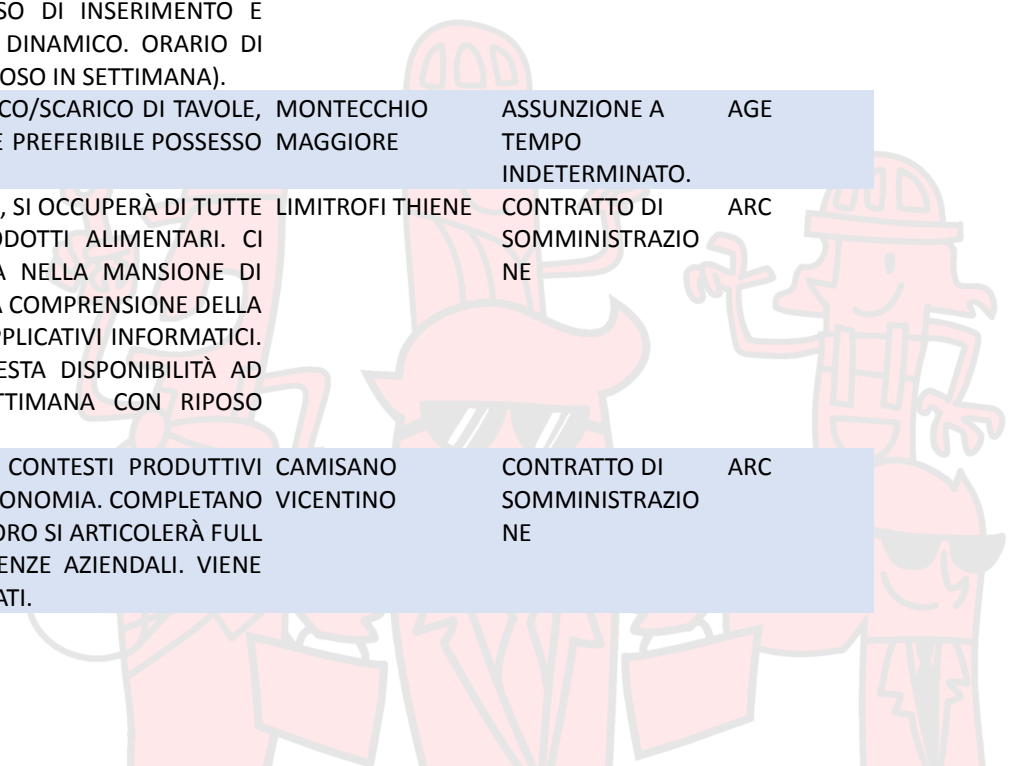 SO DI INSERIMENTO E
DINAMICO. ORARIO DI
OSO IN SETTIMANA).
CO/SCARICO DI TAVOLE,
E PREFERIBILE POSSESSO
MONTECCHIO
MAGGIORE
ASSUNZIONE A
TEMPO
INDETERMINATO.
AGE
, SI OCCUPERÀ DI TUTTE
ODOTTI ALIMENTARI. CI
A NELLA MANSIONE DI
A COMPRENSIONE DELLA
PPLICATIVI INFORMATICI.
ESTA DISPONIBILITÀ AD
TTIMANA CON RIPOSO
LIMITROFI THIENE
CONTRATTO DI
SOMMINISTRAZIO
NE
ARC
CONTESTI PRODUTTIVI
ONOMIA. COMPLETANO
ORO SI ARTICOLERÀ FULL
ENZE AZIENDALI. VIENE
ATI.
CAMISANO
VICENTINO
CONTRATTO DI
SOMMINISTRAZIO
NE
ARC